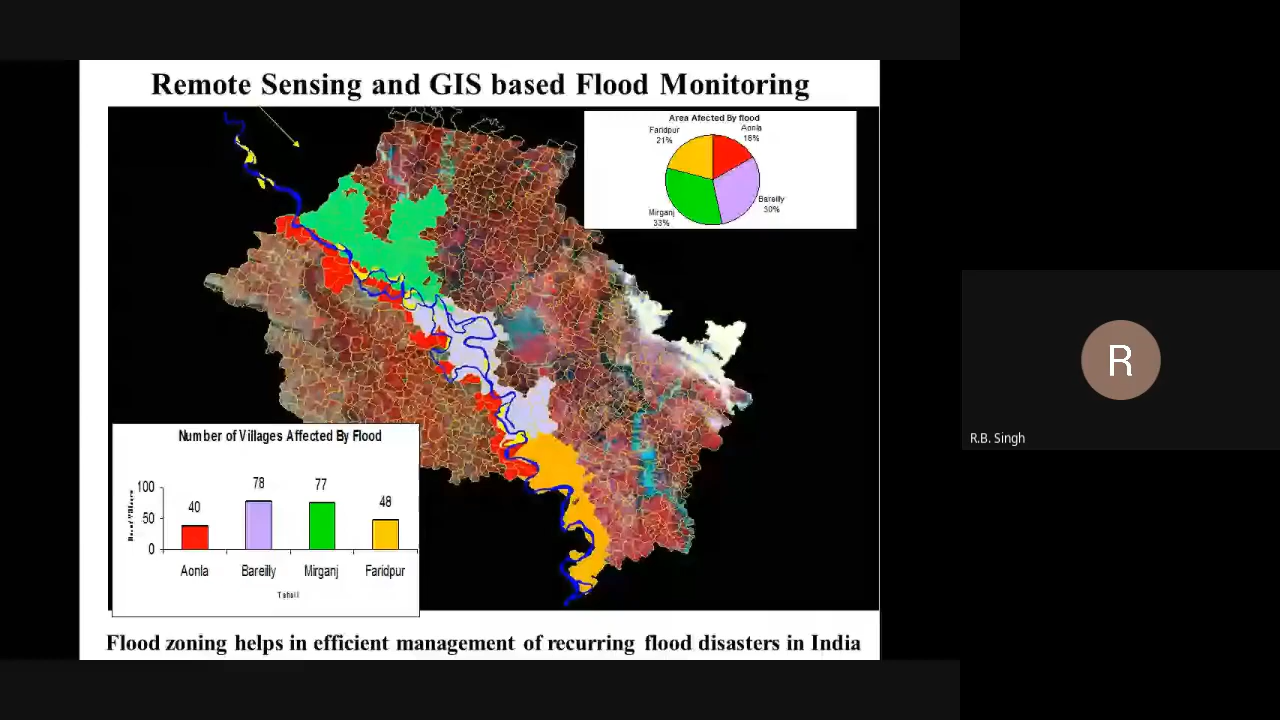 Remote Sensing and GIS based Flood Monitoring
Area Affected By flood
Faridpur
21%
Aonla
16%
Bareilly
30%
Mirganj
33%
Number of Villages Affected By Flood
100
50
0
40
78
77
48
Aonla
Bareilly
Mirganj
Faridpur
Flood zoning helps in efficient management of recurring flood disasters in India
R
R.B. Singh